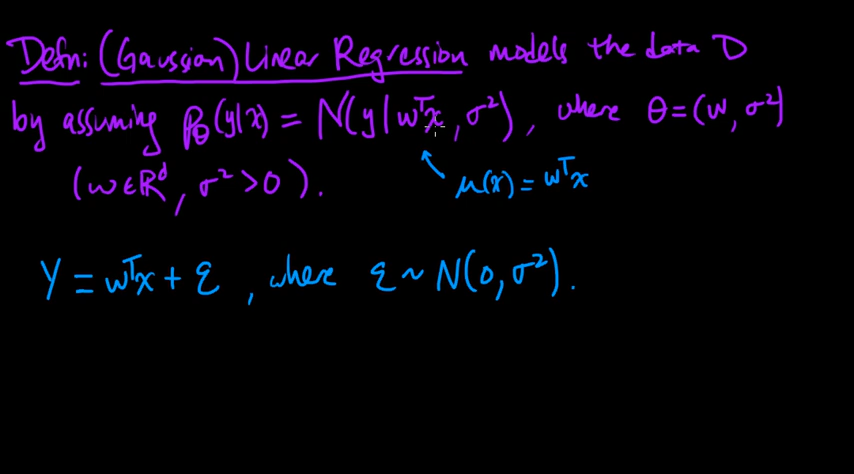 Defn: (Gaussian) Linear Regression models the data D
by assuming p_θ(y|x) = N(y | wᵀx, σ²), where θ = (w, σ²)
(w ∈ ℝᵈ, σ² > 0).
μ(x) = wᵀx
Y = wᵀx + ε, where ε ~ N(0, σ²).